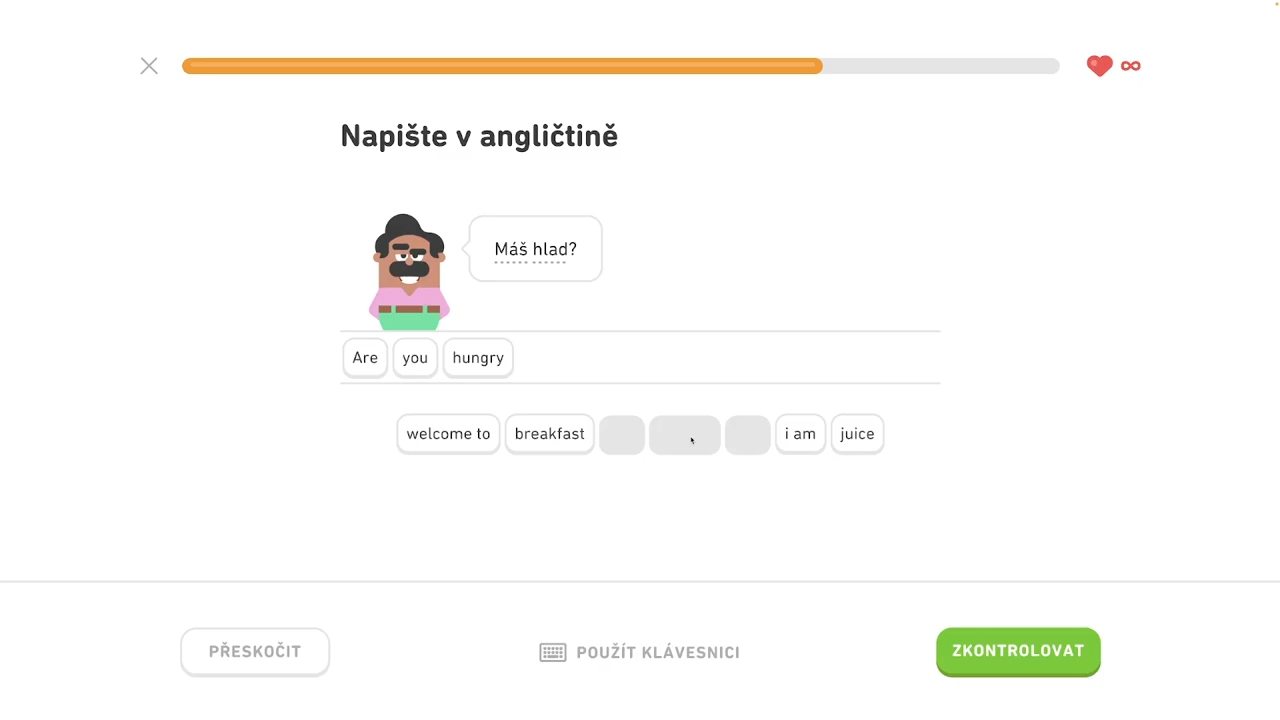 ∞
Napište v angličtině
Máš hlad?
Are you hungry
welcome to breakfast i am juice
PŘESKOČIT POUŽÍT KLÁVESNICI ZKONTROLOVAT